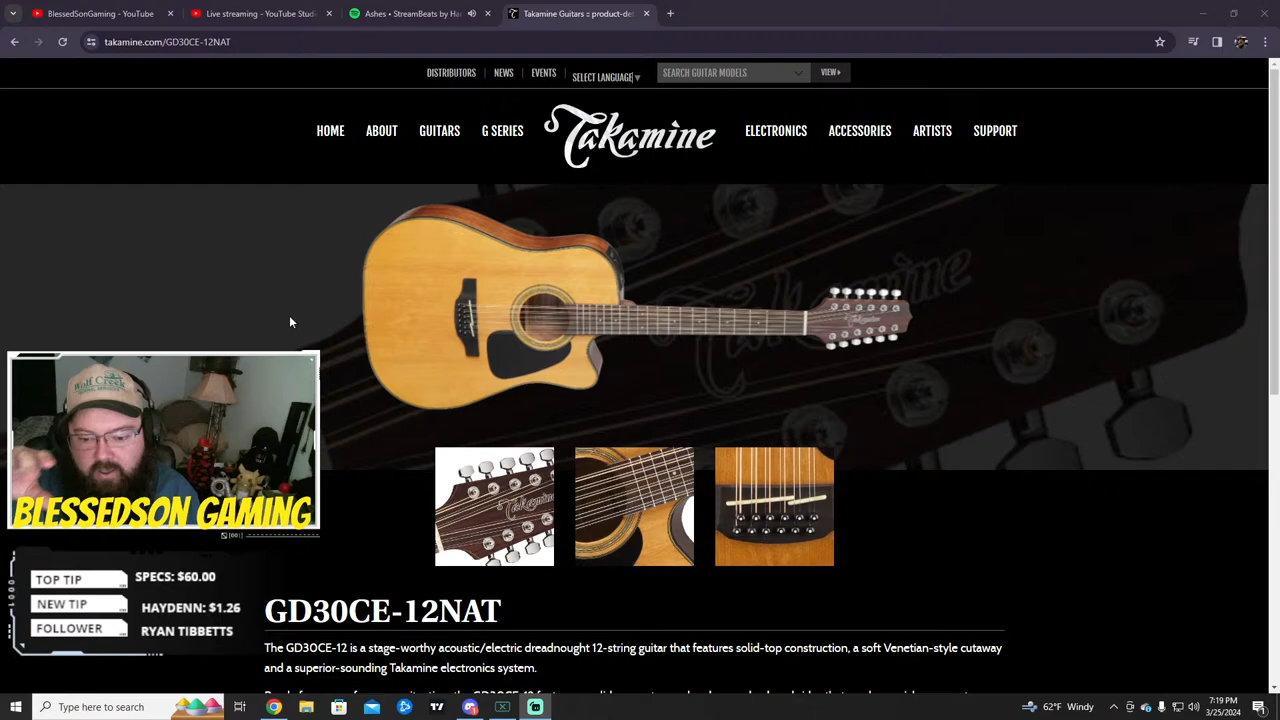 BlessedSonGaming - YouTube
Live streaming - YouTube Studi
Ashes • StreamBeats by Ha
Takamine Guitars :: product-de
takamine.com/GD30CE-12NAT
DISTRIBUTORS
NEWS
EVENTS
SELECT LANGUAGE▼
SEARCH GUITAR MODELS
VIEW
HOME
ABOUT
GUITARS
G SERIES
Takamine
ELECTRONICS
ACCESSORIES
ARTISTS
SUPPORT
Wolf Creek
BLESSEDSON GAMING
TOP TIP
SPECS: $60.00
NEW TIP
HAYDENN: $1.26
FOLLOWER
RYAN TIBBETTS
GD30CE-12NAT
The GD30CE-12 is a stage-worthy acoustic/electric dreadnought 12-string guitar that features solid-top construction, a soft Venetian-style cutaway
and a superior-sounding Takamine electronics system.
Type here to search
62°F Windy
7:19 PM
3/25/2024